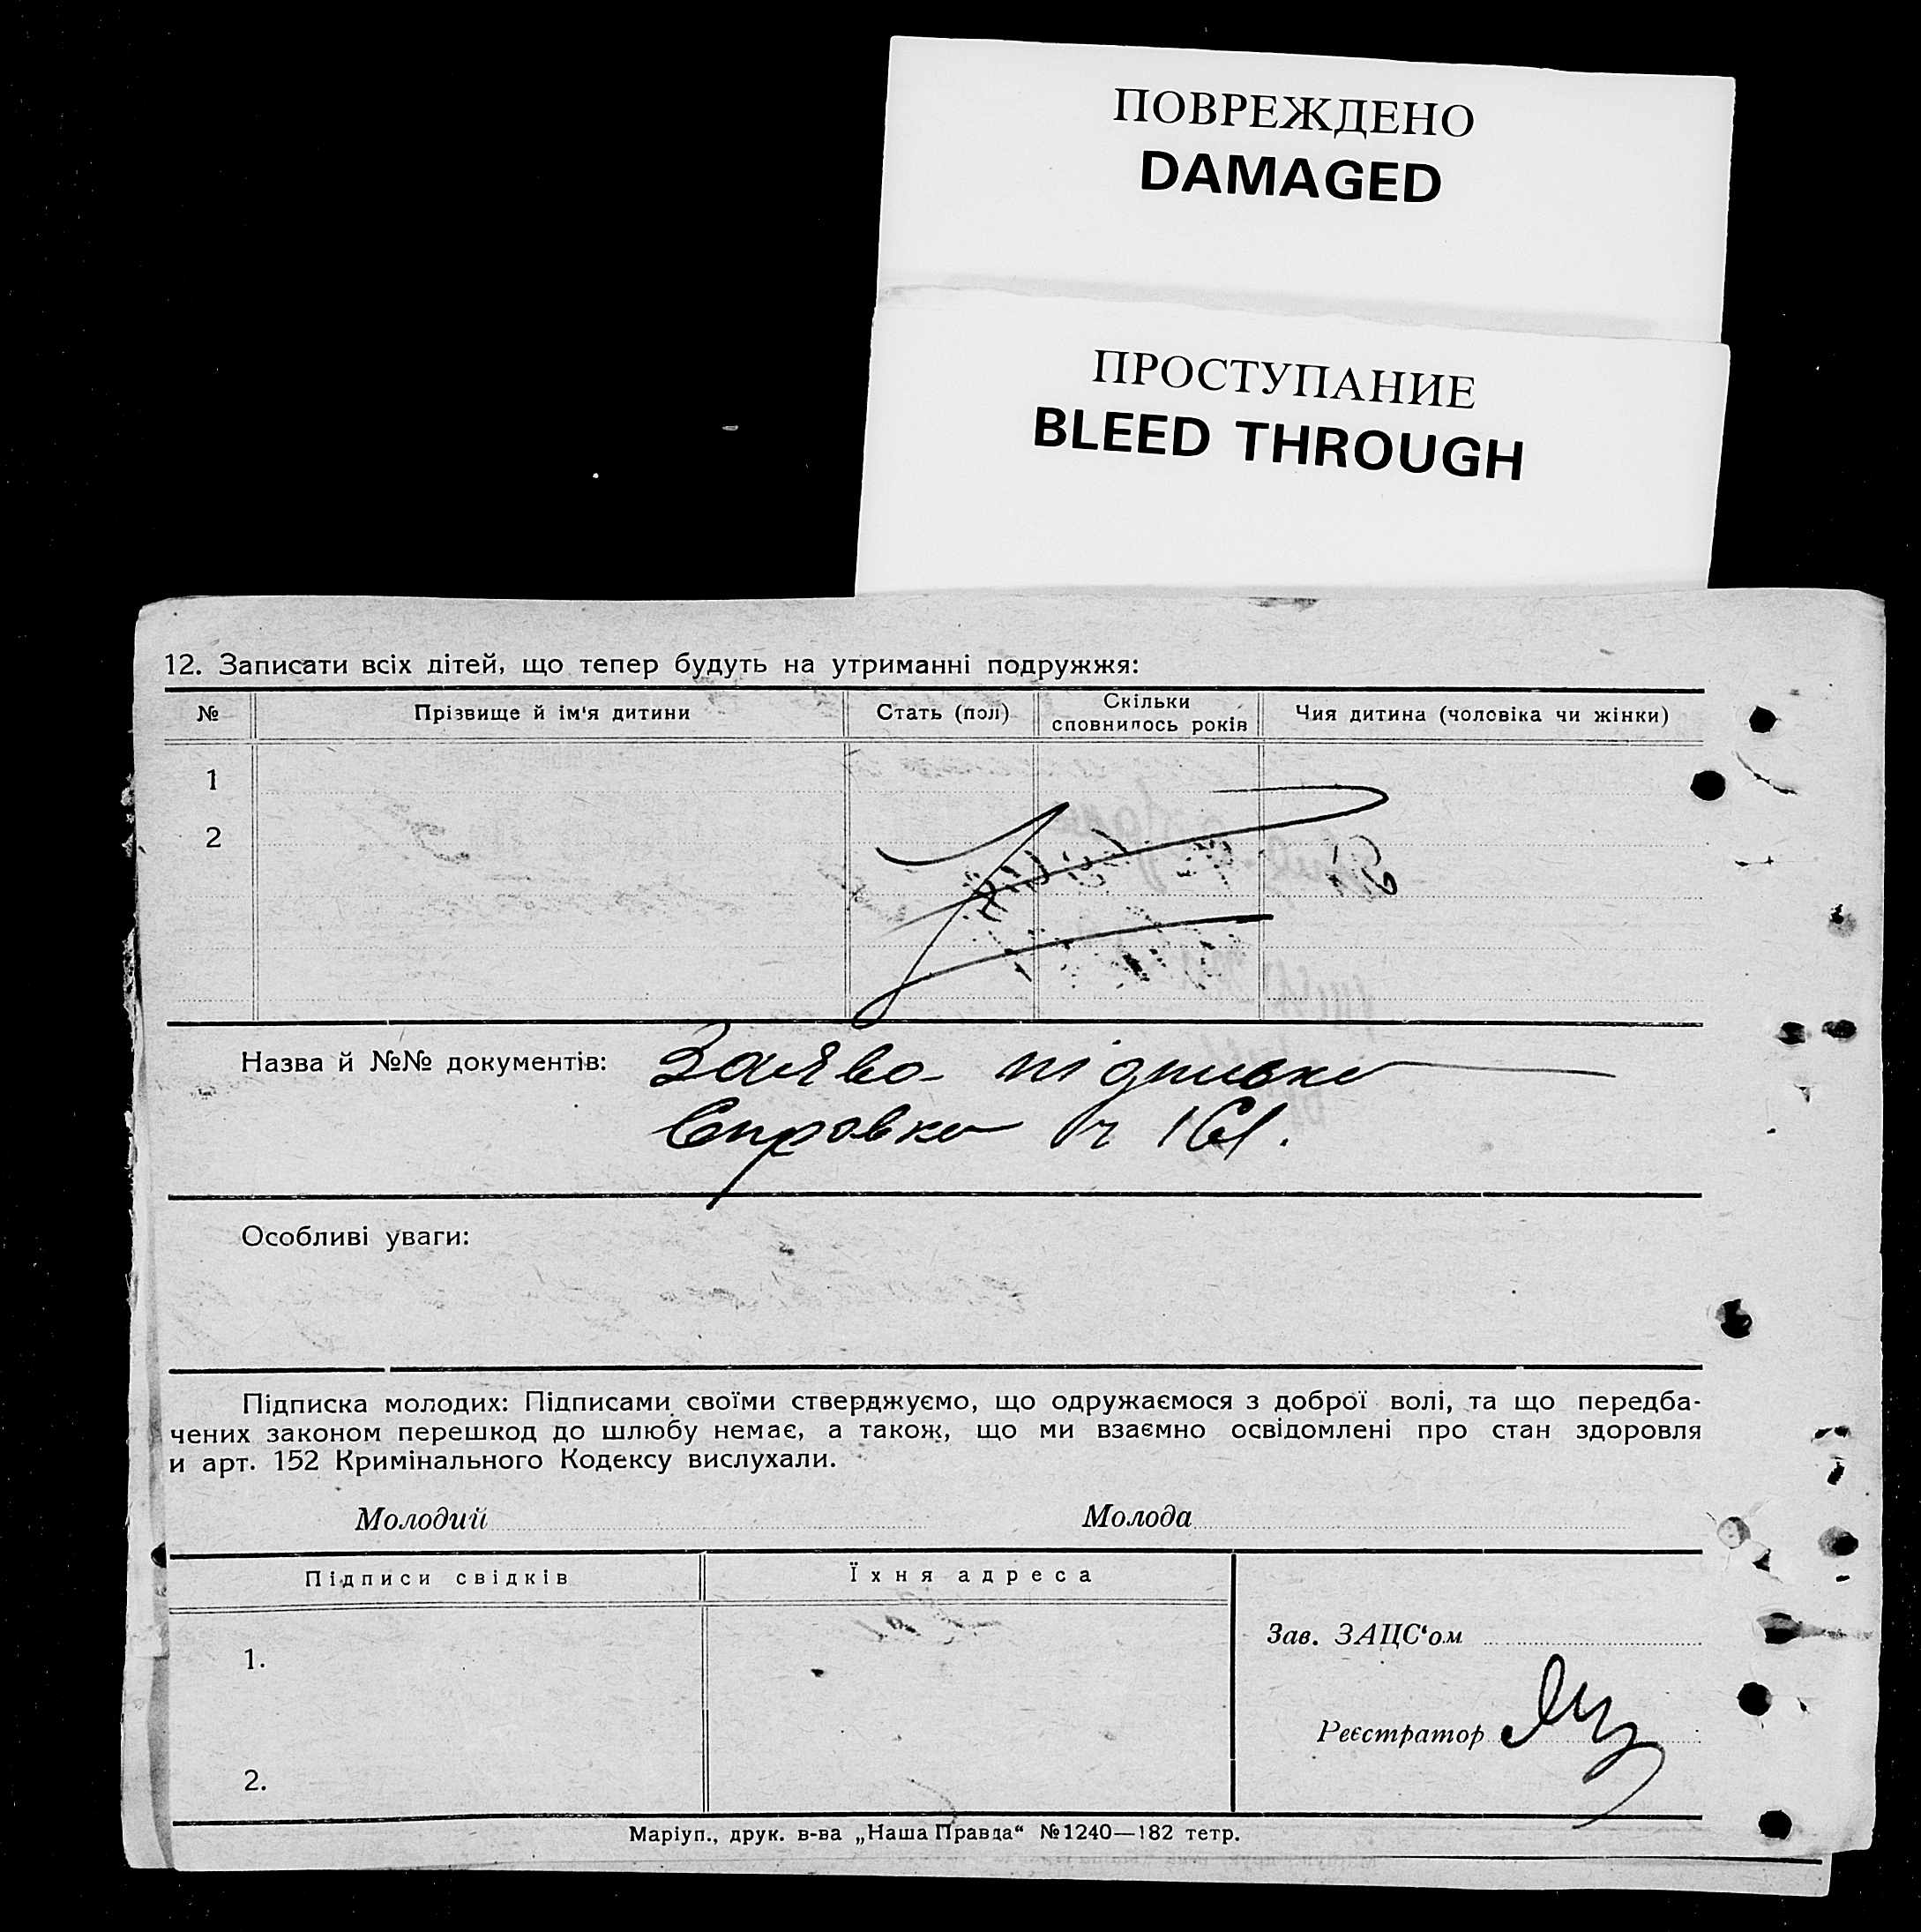 ПОВРЕЖДЕНО
DAMAGED
ПРОСТУПАНИЕ
BLEED THROUGH
12. Записати всіх дітей, що тепер будуть на утриманні подружжя:
№ Прізвище й ім'я дитини Стать (пол) Скільки сповнилось років Чия дитина (чоловіка чи жінки)
1
2
Назва й №№ документів: Заява підписка
Справка
Особливі уваги:
Підписка молодих: Підписами своїми стверджуємо, що одружаємося з доброї волі, та що передба-
чених законом перешкод до шлюбу немає, а також, що ми взаємно освідомлені про стан здоровля
и арт. 152 Кримінального Кодексу вислухали.
Молодий Молода
Підписи свідків Їхня адреса
Зав. ЗАЦС‘ом
1.
Реєстратор
2.
Маріуп., друк. в-ва „Наша Правда“ №1240—182 тетр.